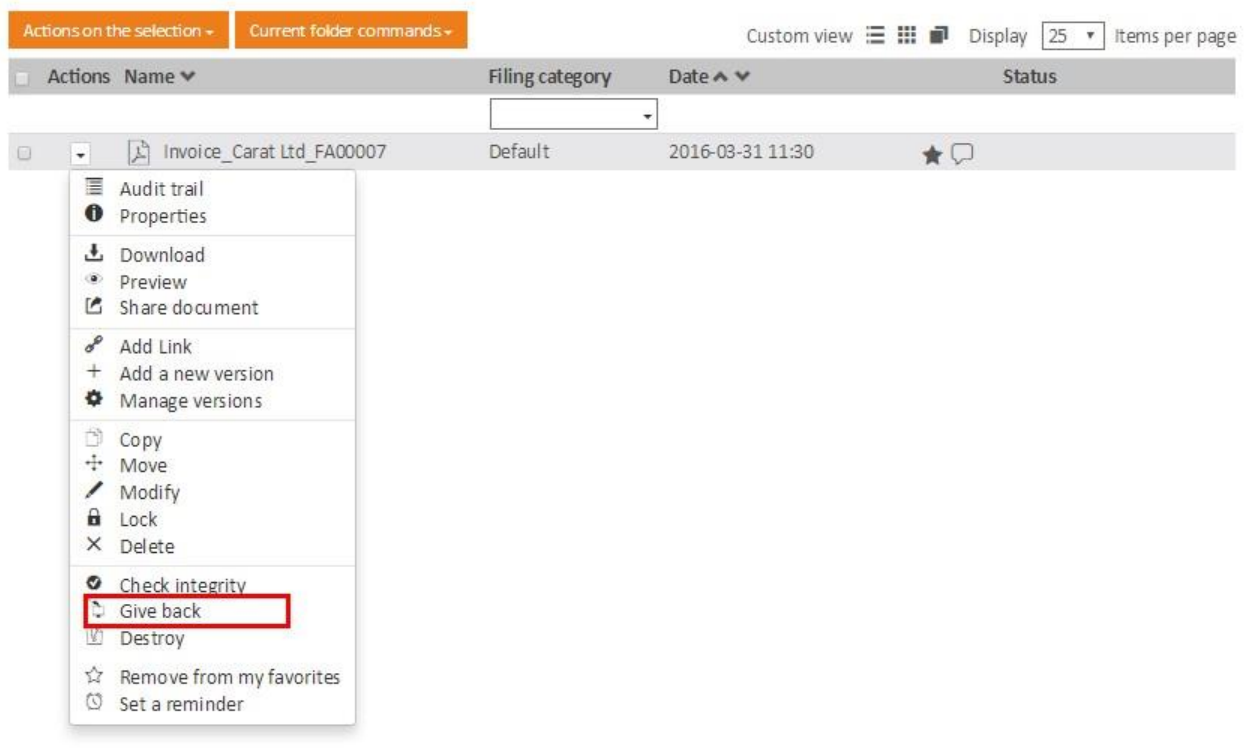 Actions on the selection Current folder commands Custom view Display 25 Items per page
Actions Name Filing category Date Status
Invoice_Carat Ltd_FA00007 Default 2016-03-31 11:30
Audit trail
Properties
Download
Preview
Share document
Add Link
Add a new version
Manage versions
Copy
Move
Modify
Lock
Delete
Check integrity
Give back
Destroy
Remove from my favorites
Set a reminder